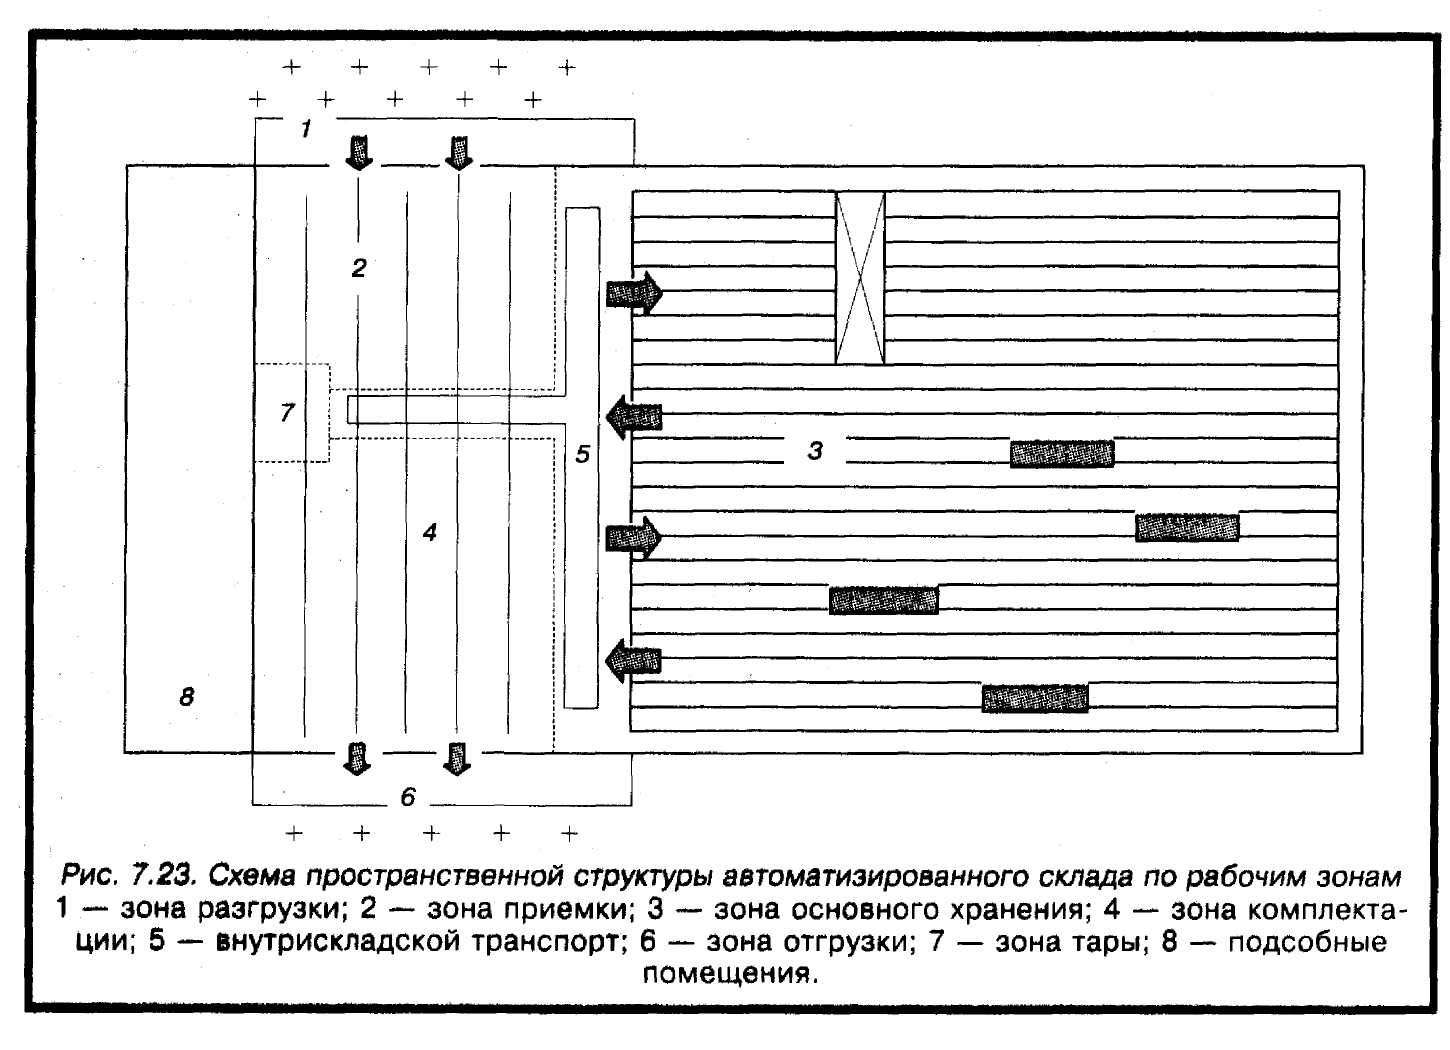 1
2
7
3
5
4
8
6
Рис. 7.23. Схема пространственной структуры автоматизированного склада по рабочим зонам
1 — зона разгрузки; 2 — зона приемки; 3 — зона основного хранения; 4 — зона комплекта-
ции; 5 — внутрискладской транспорт; 6 — зона отгрузки; 7 — зона тары; 8 — подсобные
помещения.